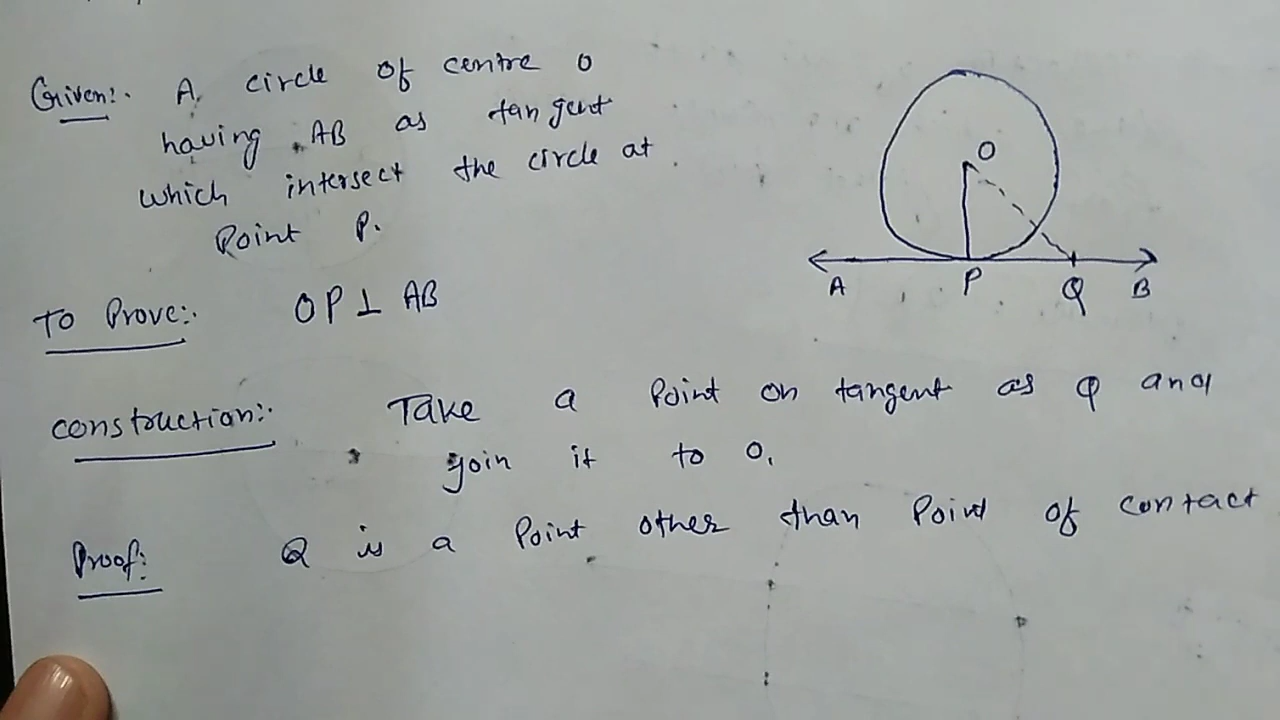 Given:- A circle of centre O
having AB as tangent
which intersect the circle at
Point P.
To Prove:- OP ⊥ AB
construction:- Take a Point on tangent as Q and
join it to O.
Proof:- Q is a Point other than Point of contact
O
A P Q B